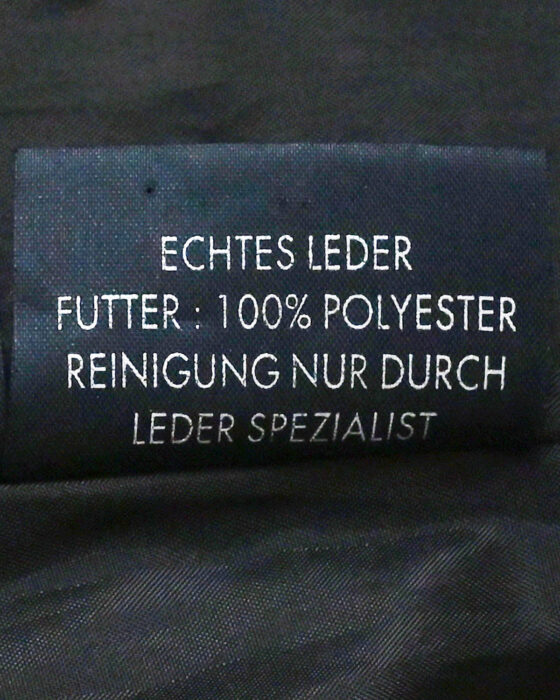 ECHTES LEDER
FUTTER : 100% POLYESTER
REINIGUNG NUR DURCH
LEDER SPEZIALIST